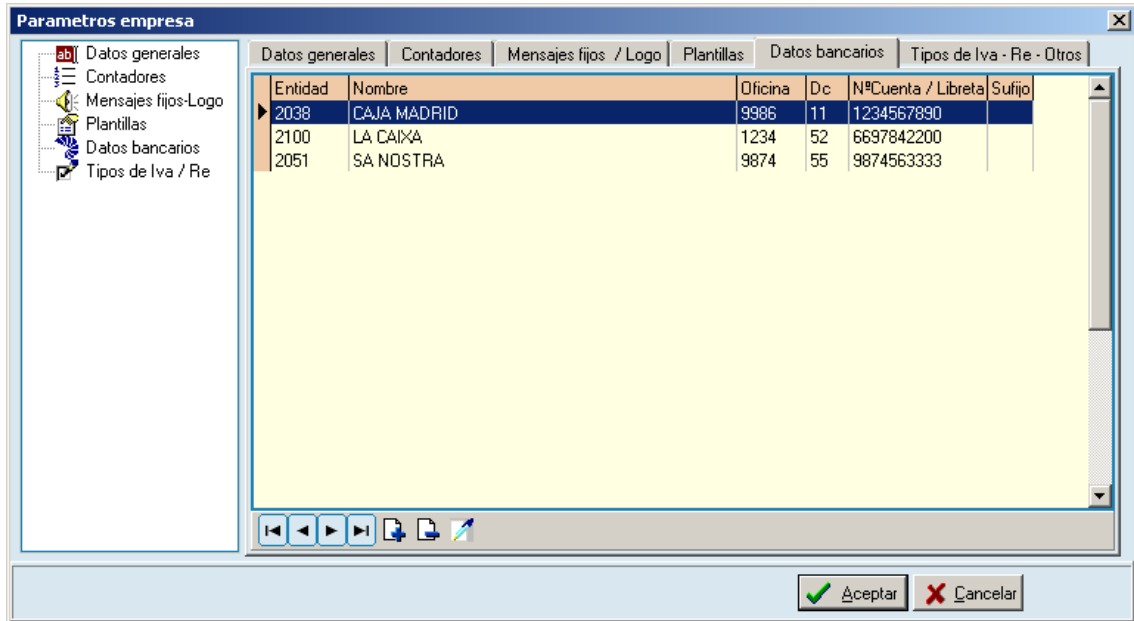 Parametros empresa
Datos generales
Contadores
Mensajes fijos-Logo
Plantillas
Datos bancarios
Tipos de Iva / Re
Datos generales Contadores Mensajes fijos / Logo Plantillas Datos bancarios Tipos de Iva - Re - Otros
Entidad Nombre Oficina Dc NºCuenta / Libreta Sufijo
2038 CAJA MADRID 9986 11 1234567890
2100 LA CAIXA 1234 52 6697842200
2051 SA NOSTRA 9874 55 9874563333
Aceptar Cancelar